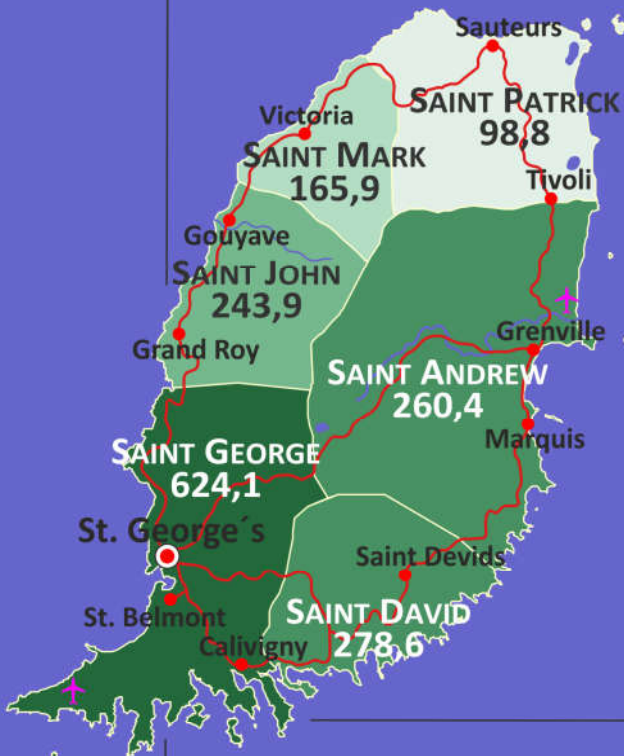 Sauteurs
SAINT PATRICK
98,8
Victoria
SAINT MARK
165,9
Tivoli
Gouyave
SAINT JOHN
243,9
Grand Roy
Grenville
SAINT ANDREW
260,4
Marquis
SAINT GEORGE
624,1
St. George´s
Saint Devids
St. Belmont
SAINT DAVID
278,6
Calivigny